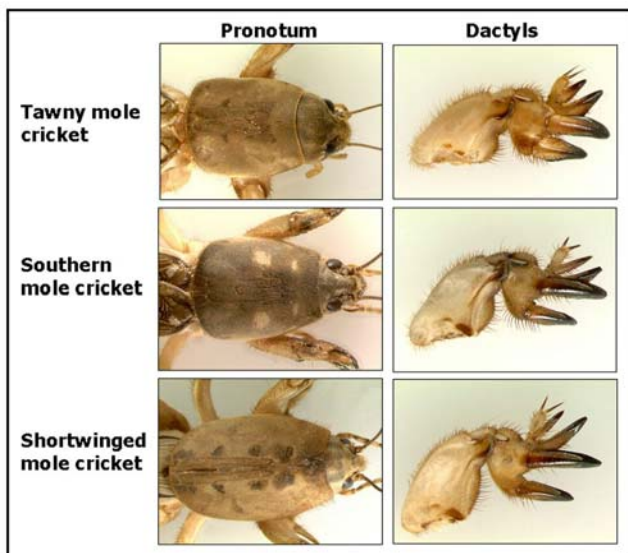 Pronotum Dactyls
Tawny mole
cricket
Southern
mole cricket
Shortwinged
mole cricket